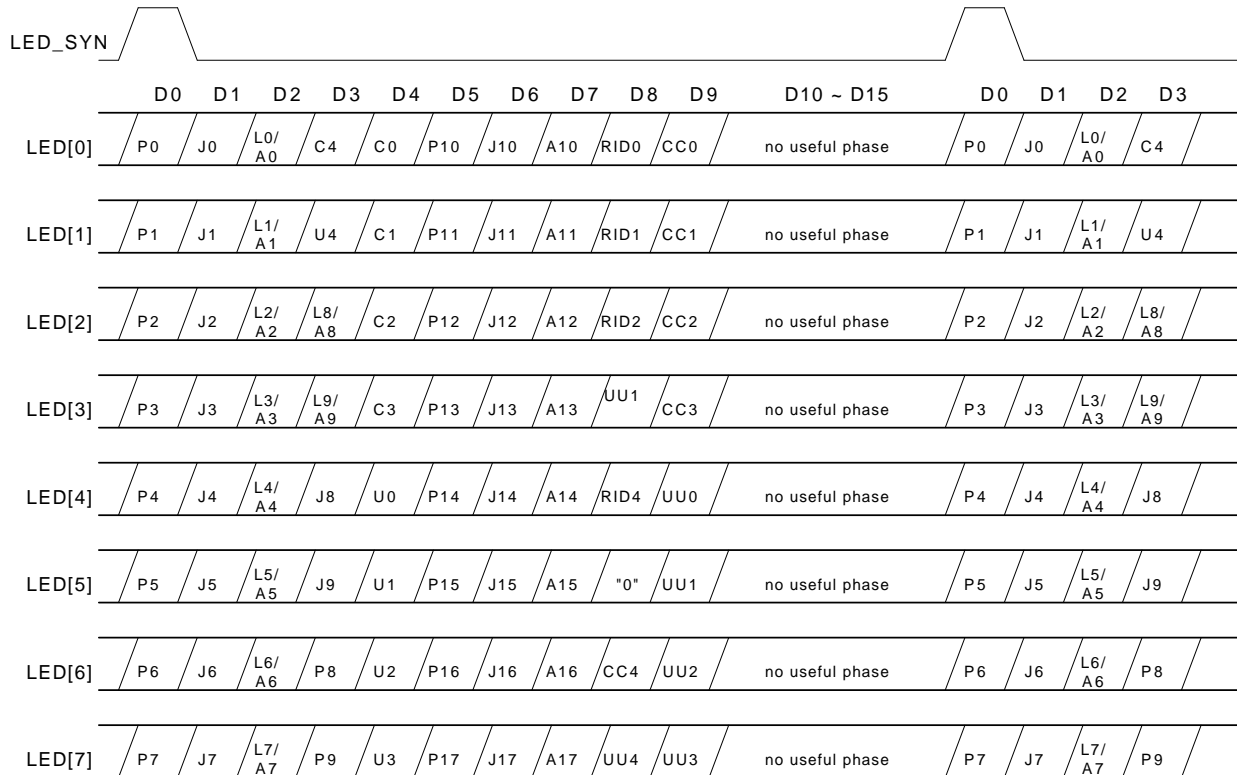 LED_SYN
D0 D1 D2 D3 D4 D5 D6 D7 D8 D9 D10 ~ D15 D0 D1 D2 D3
LED[0] P0 J0 L0/A0 C4 C0 P10 J10 A10 RID0 CC0 no useful phase P0 J0 L0/A0 C4
LED[1] P1 J1 L1/A1 U4 C1 P11 J11 A11 RID1 CC1 no useful phase P1 J1 L1/A1 U4
LED[2] P2 J2 L2/A2 L8/A8 C2 P12 J12 A12 RID2 CC2 no useful phase P2 J2 L2/A2 L8/A8
LED[3] P3 J3 L3/A3 L9/A9 C3 P13 J13 A13 UU1 CC3 no useful phase P3 J3 L3/A3 L9/A9
LED[4] P4 J4 L4/A4 J8 U0 P14 J14 A14 RID4 UU0 no useful phase P4 J4 L4/A4 J8
LED[5] P5 J5 L5/A5 J9 U1 P15 J15 A15 "0" UU1 no useful phase P5 J5 L5/A5 J9
LED[6] P6 J6 L6/A6 P8 U2 P16 J16 A16 CC4 UU2 no useful phase P6 J6 L6/A6 P8
LED[7] P7 J7 L7/A7 P9 U3 P17 J17 A17 UU4 UU3 no useful phase P7 J7 L7/A7 P9